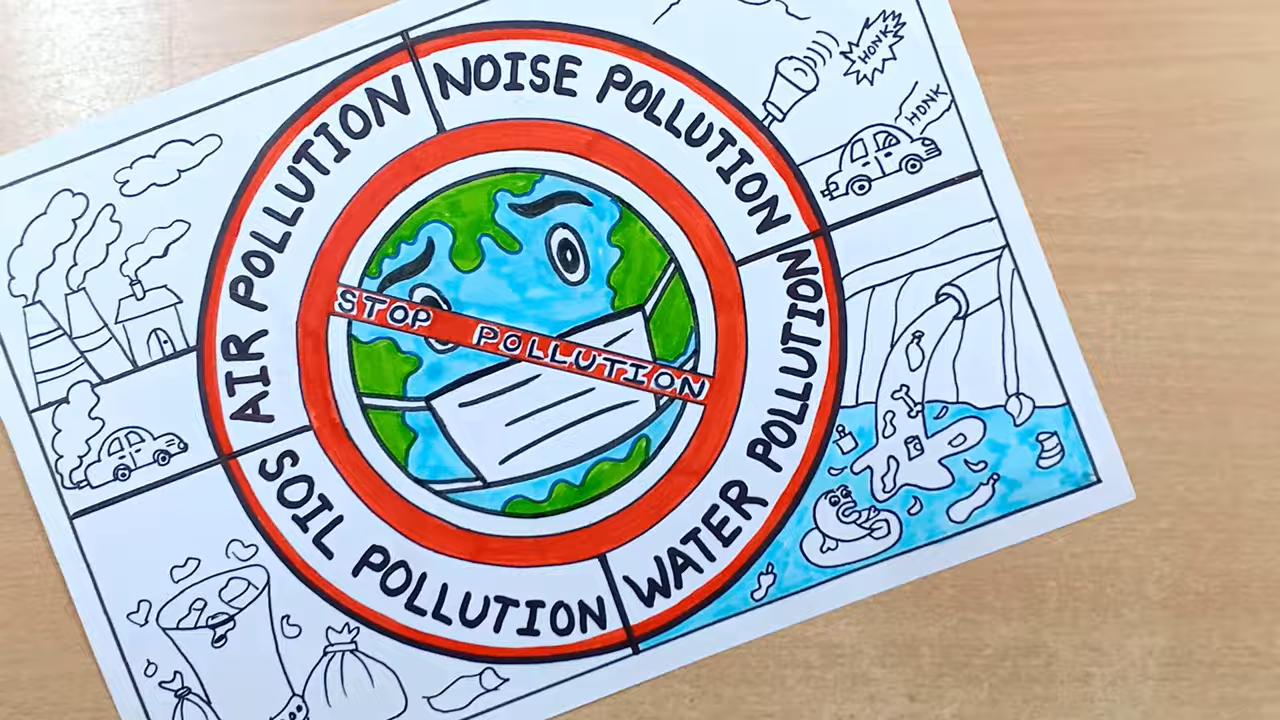 AIR POLLUTION
NOISE POLLUTION
HONK
HONK
STOP POLLUTION
SOIL POLLUTION
WATER POLLUTION